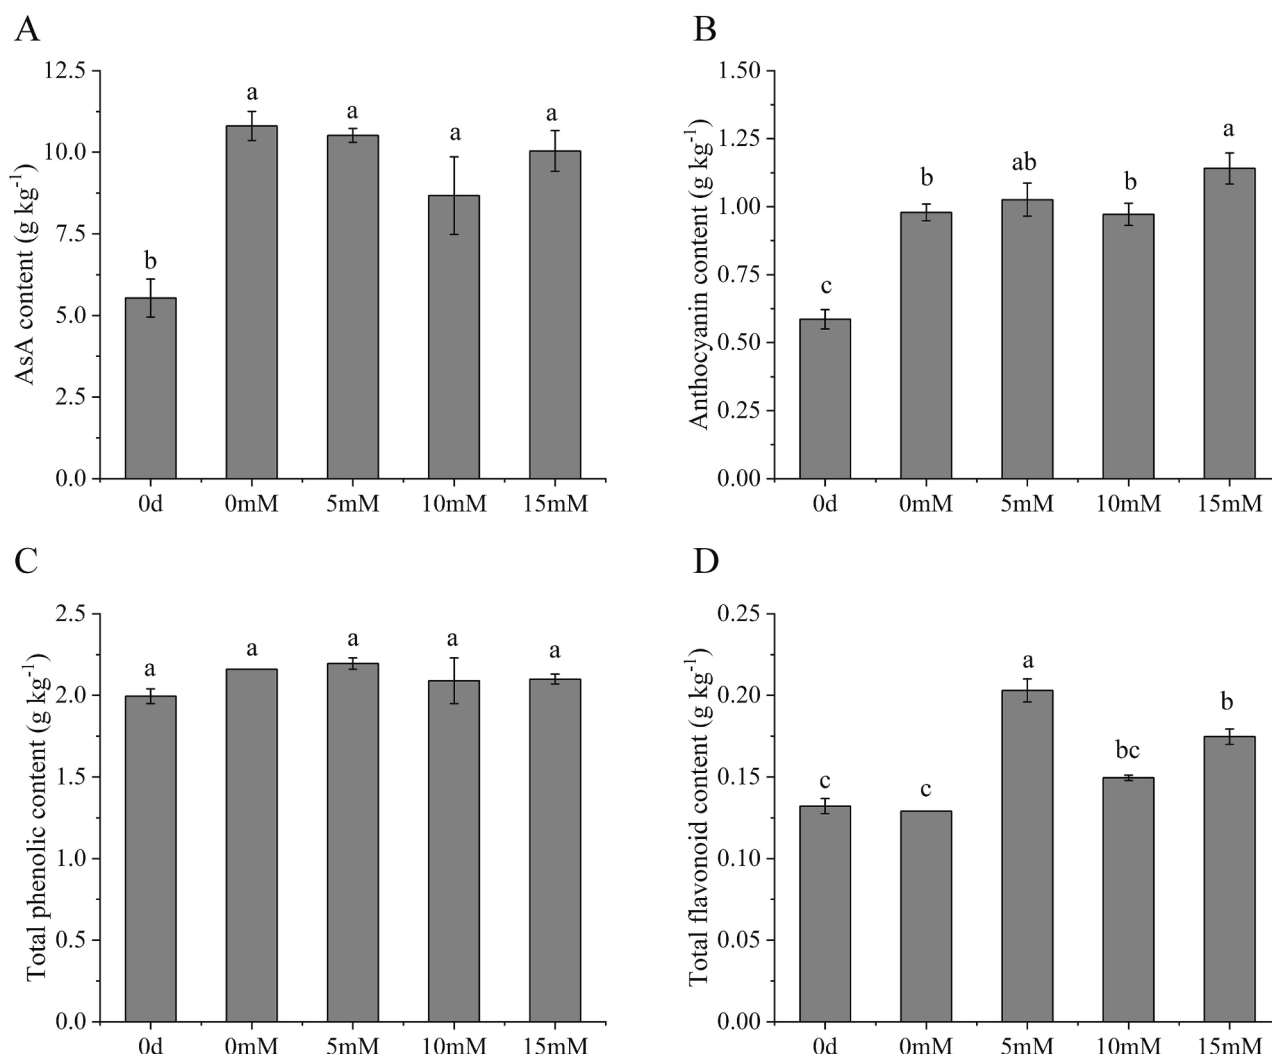 A
AsA content (g kg⁻¹)
12.5
10.0
7.5
5.0
2.5
0.0
b
a
a
a
a
0d 0mM 5mM 10mM 15mM
B
Anthocyanin content (g kg⁻¹)
1.50
1.25
1.00
0.75
0.50
0.25
0.00
c
b
ab
b
a
0d 0mM 5mM 10mM 15mM
C
Total phenolic content (g kg⁻¹)
2.5
2.0
1.5
1.0
0.5
0.0
a
a
a
a
a
0d 0mM 5mM 10mM 15mM
D
Total flavonoid content (g kg⁻¹)
0.25
0.20
0.15
0.10
0.05
0.00
c
c
a
bc
b
0d 0mM 5mM 10mM 15mM